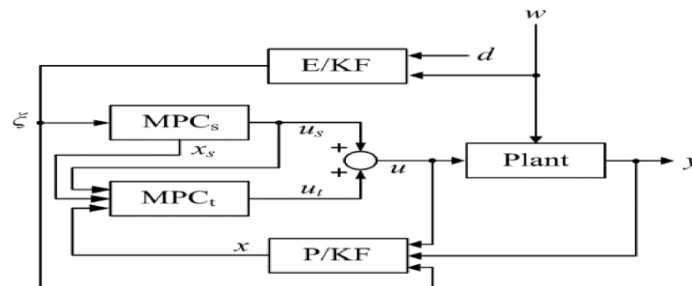 w
E/KF
d
ξ
MPCs
us
xs
+
+
u
Plant
y
MPCt
ut
x
P/KF